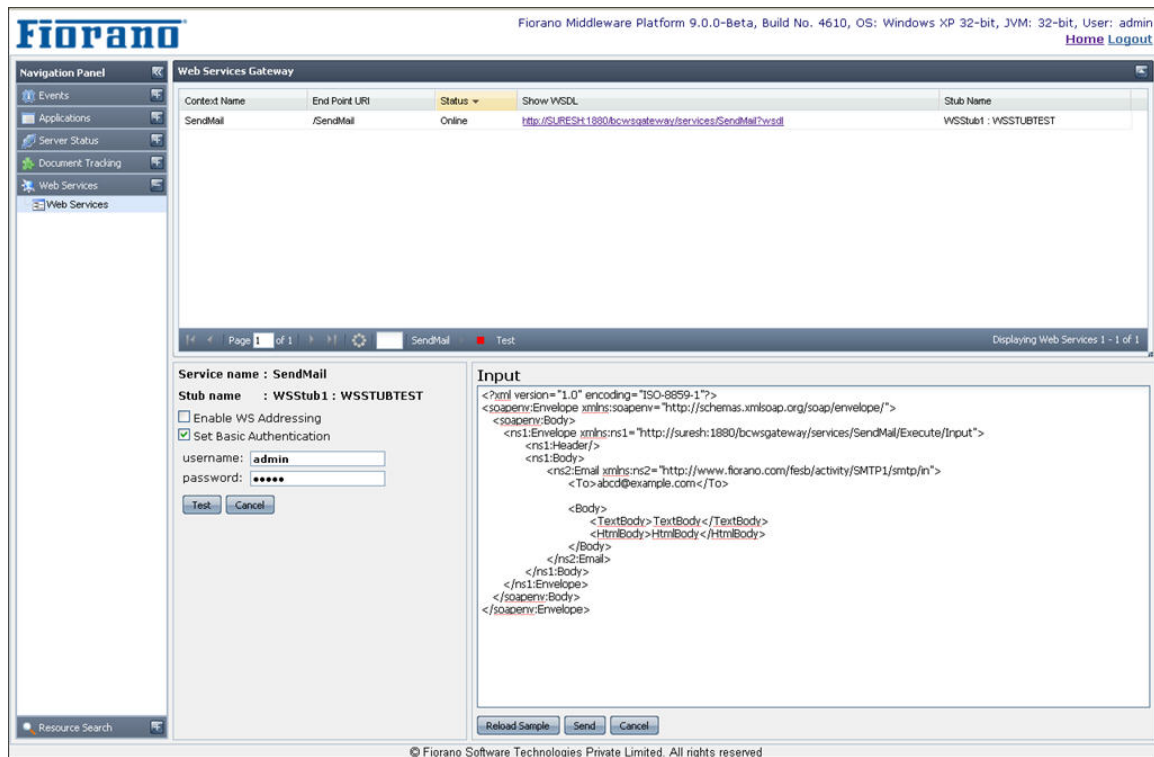 Fiorano
Fiorano Middleware Platform 9.0.0-Beta, Build No. 4610, OS: Windows XP 32-bit, JVM: 32-bit, User: admin
Home Logout
Navigation Panel
Events
Applications
Server Status
Document Tracking
Web Services
Web Services
Resource Search
Web Services Gateway
Context Name End Point URI Status Show WSDL Stub Name
SendMail /SendMail Online http://SURESH:1880/bcwsgateway/services/SendMail?wsdl WSStub1 : WSSTUBTEST
Page 1 of 1 SendMail Test Displaying Web Services 1 - 1 of 1
Service name : SendMail
Stub name : WSStub1 : WSSTUBTEST
Enable WS Addressing
Set Basic Authentication
username: admin
password: •••••
Test Cancel
Input
<?xml version="1.0" encoding="ISO-8859-1"?>
<soapenv:Envelope xmlns:soapenv="http://schemas.xmlsoap.org/soap/envelope/">
<soapenv:Body>
<ns1:Envelope xmlns:ns1="http://suresh:1880/bcwsgateway/services/SendMail/Execute/Input">
<ns1:Header/>
<ns1:Body>
<ns2:Email xmlns:ns2="http://www.fiorano.com/fesb/activity/SMTP1/smtp/in">
<To>abcd@example.com</To>
<Body>
<TextBody>TextBody</TextBody>
<HtmlBody>HtmlBody</HtmlBody>
</Body>
</ns2:Email>
</ns1:Body>
</ns1:Envelope>
</soapenv:Body>
</soapenv:Envelope>
Reload Sample Send Cancel
© Fiorano Software Technologies Private Limited. All rights reserved